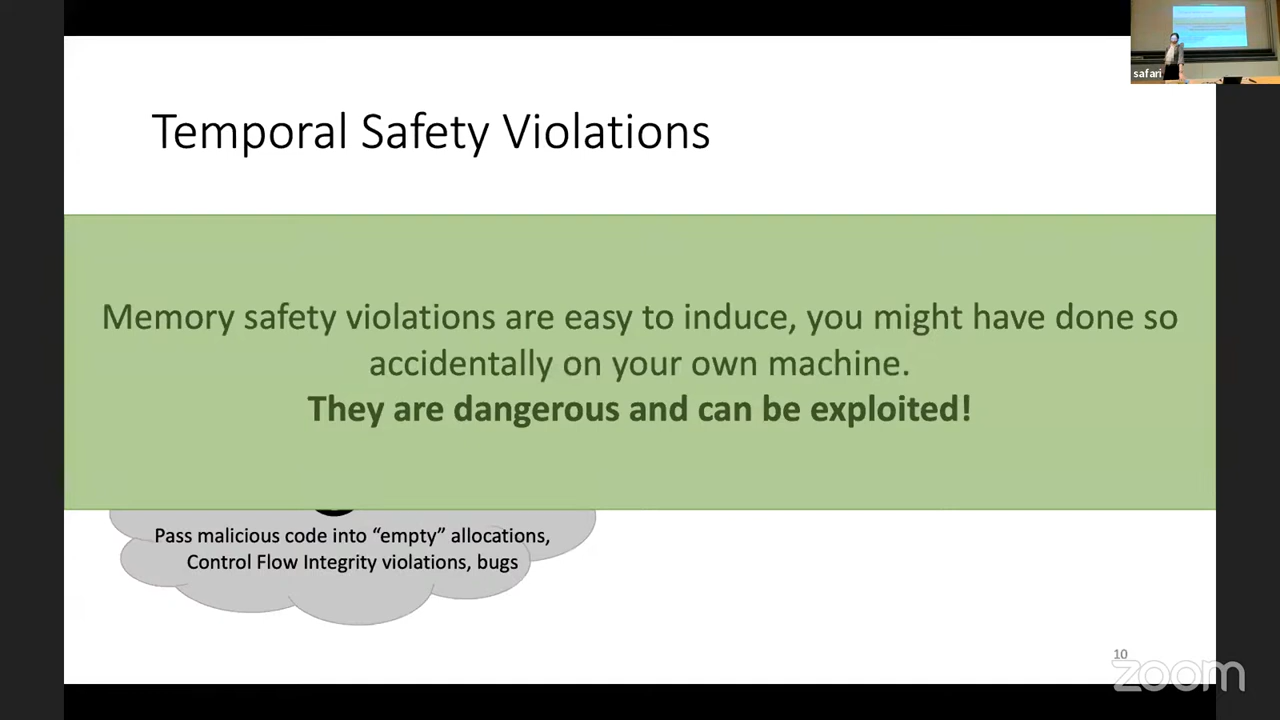 safari
Temporal Safety Violations
Memory safety violations are easy to induce, you might have done so
accidentally on your own machine.
They are dangerous and can be exploited!
Pass malicious code into “empty” allocations,
Control Flow Integrity violations, bugs
10
zoom